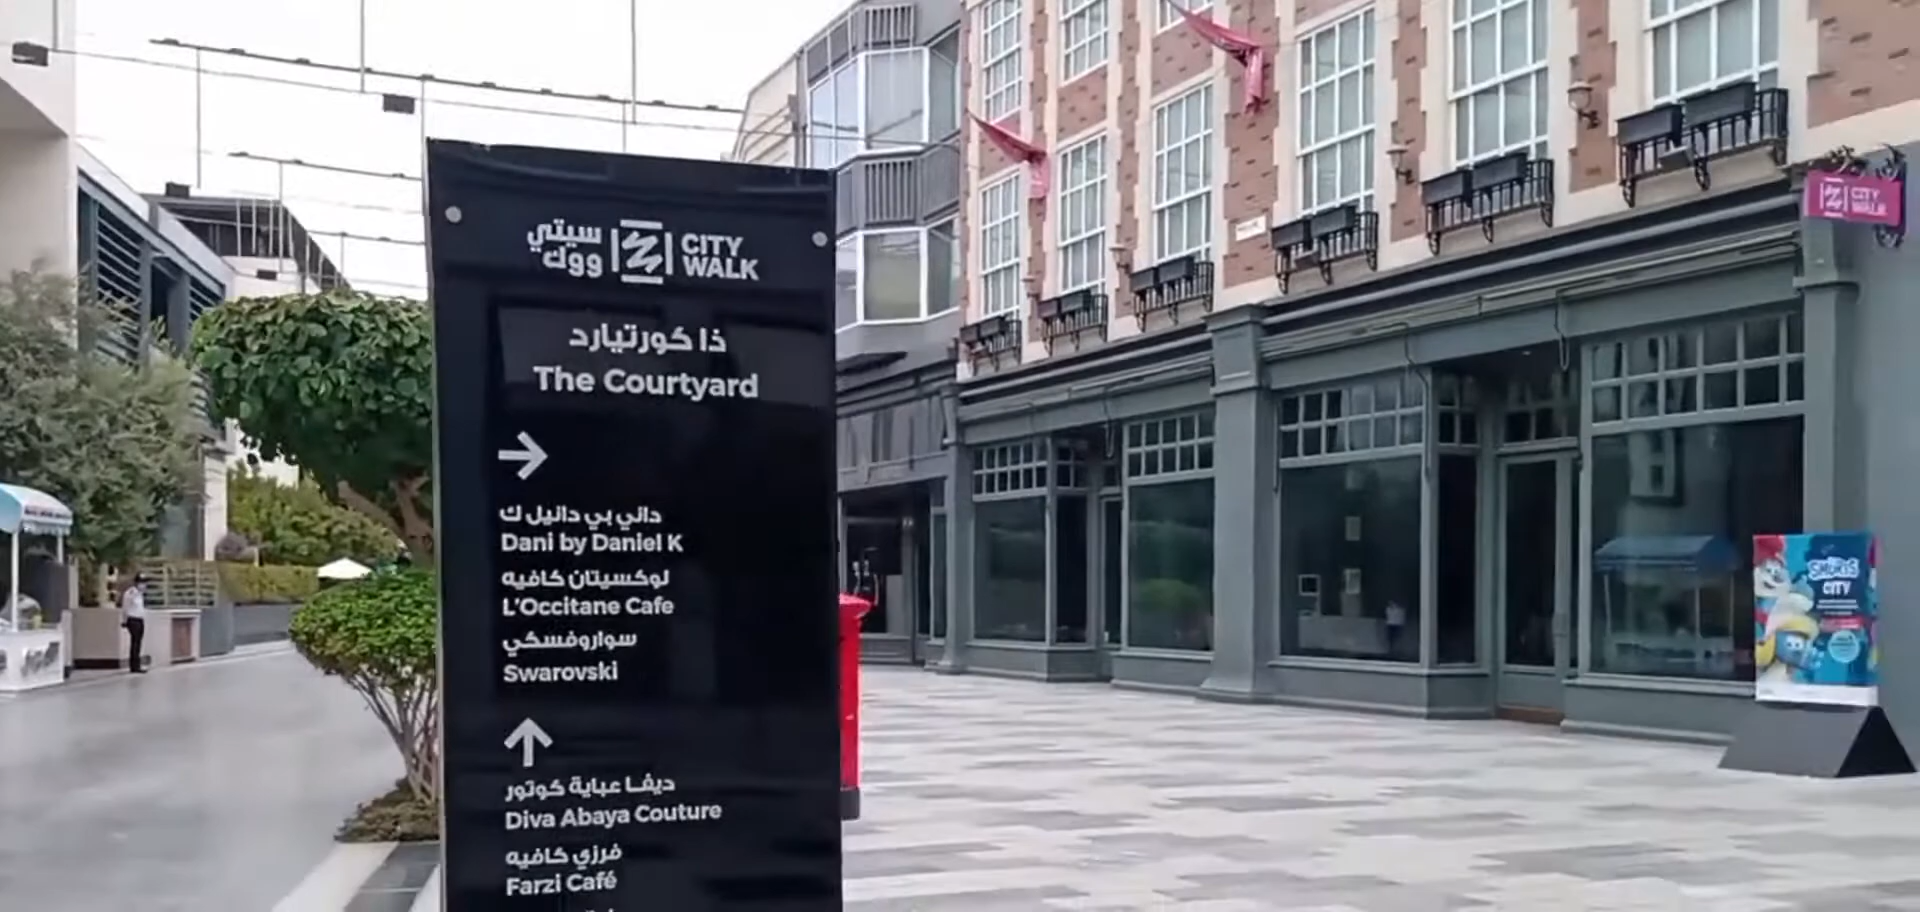 سيتي
ووك
CITY
WALK
ذا كورتيارد
The Courtyard
داني بي دانيل ك
Dani by Daniel K
لوكسيتان كافيه
L'Occitane Cafe
سواروفسكي
Swarovski
ديفا عباية كوتور
Diva Abaya Couture
فرزي كافيه
Farzi Café
CITY
WALK
SMURFS
CITY